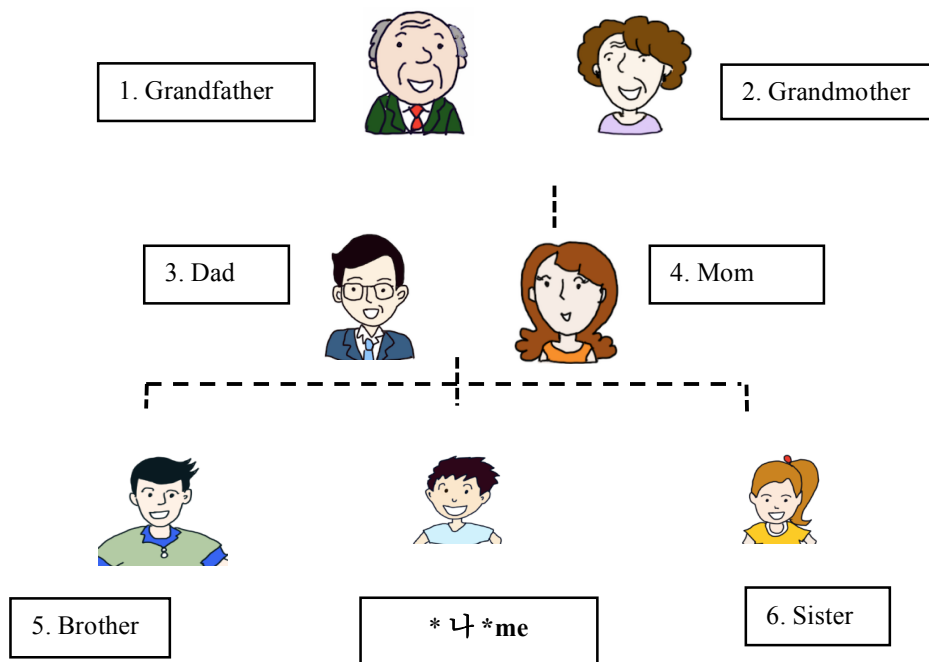 1. Grandfather
2. Grandmother
3. Dad
4. Mom
5. Brother
* 나 *me
6. Sister